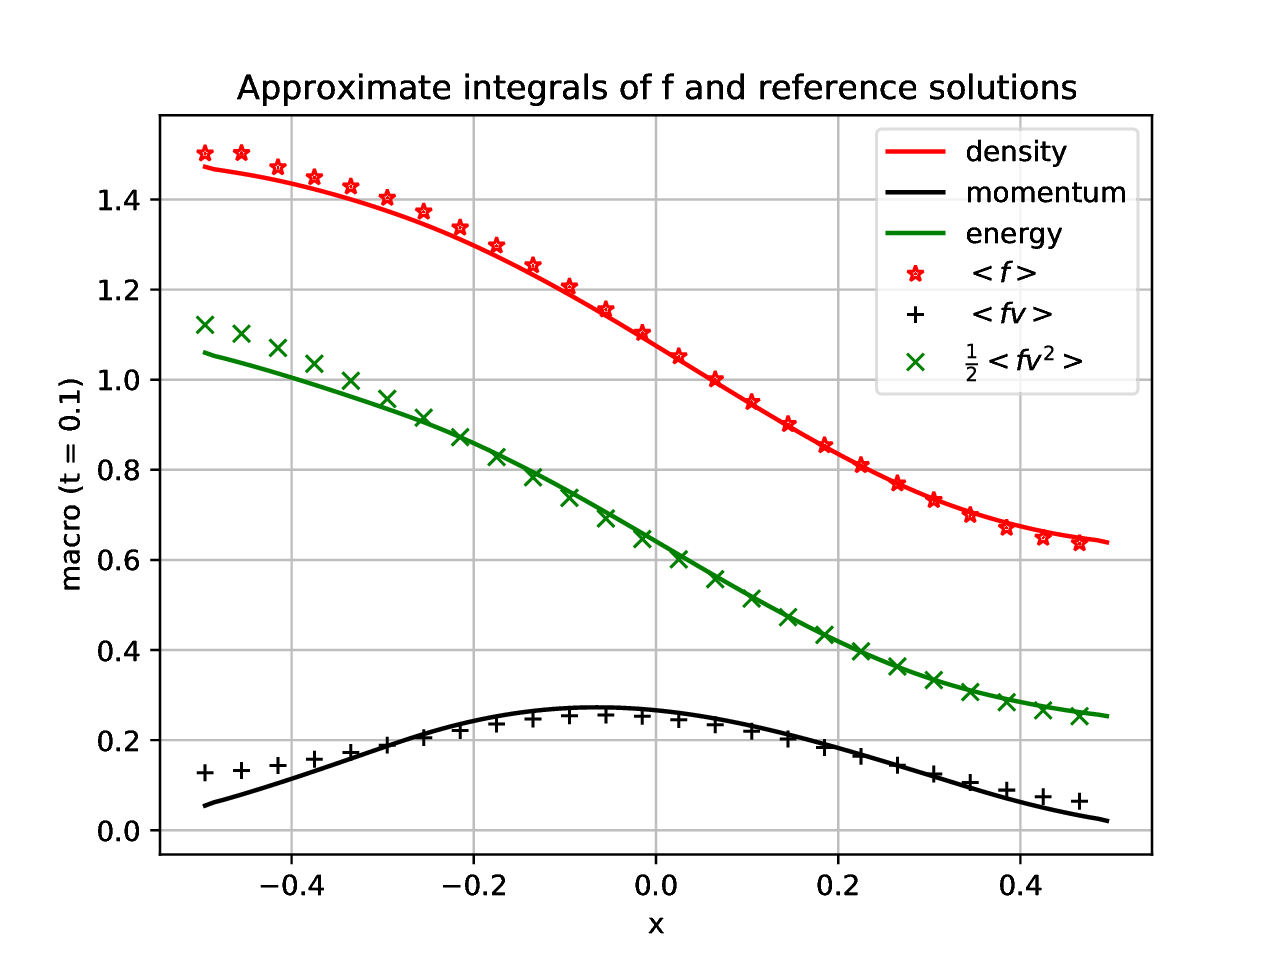 Approximate integrals of f and reference solutions
density
momentum
energy
< f >
< fv >
½ < fv² >
macro (t = 0.1)
1.4
1.2
1.0
0.8
0.6
0.4
0.2
0.0
−0.4 −0.2 0.0 0.2 0.4
x